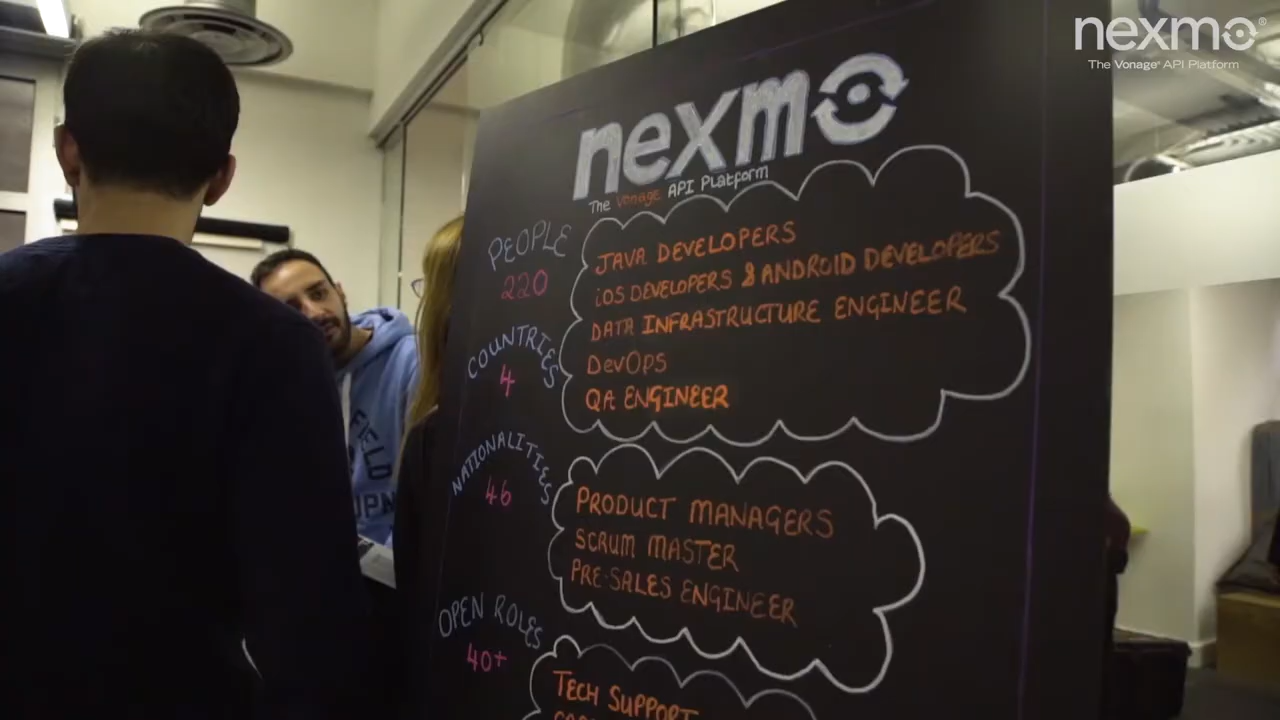 nexmo
The Vonage API Platform
nexmo
The Vonage API Platform
PEOPLE
220
COUNTRIES
4
NATIONALITIES
46
OPEN ROLES
40+
JAVA DEVELOPERS
iOS DEVELOPERS & ANDROID DEVELOPERS
DATA INFRASTRUCTURE ENGINEER
DevOPS
QA ENGINEER
PRODUCT MANAGERS
SCRUM MASTER
PRE-SALES ENGINEER
TECH SUPPORT
FIELD